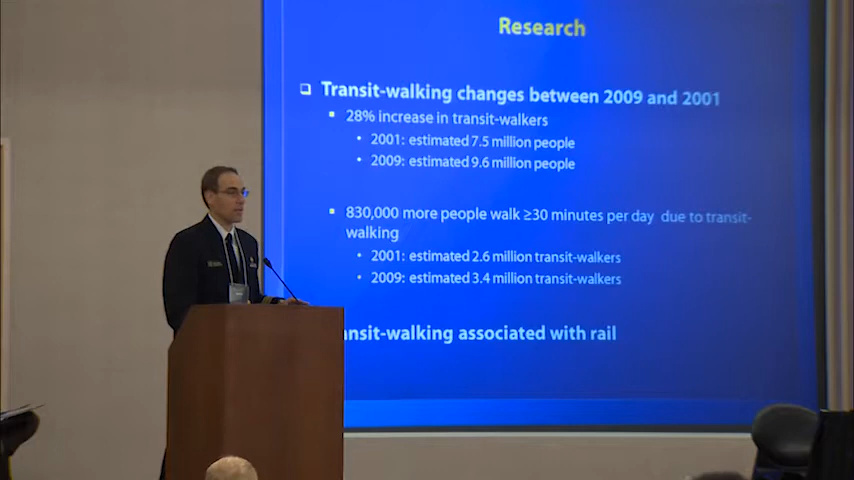 Research
Transit-walking changes between 2009 and 2001
28% increase in transit-walkers
2001: estimated 7.5 million people
2009: estimated 9.6 million people
830,000 more people walk ≥30 minutes per day due to transit-
walking
2001: estimated 2.6 million transit-walkers
2009: estimated 3.4 million transit-walkers
ansit-walking associated with rail